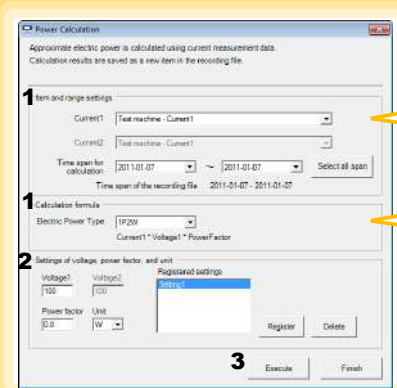 Power Calculation
Approximate electric power is calculated using current measurement data.
Calculation results are saved as a new item in the recording file.
1
Item and range settings
Current1 Test machine - Current1
Current2 Test machine - Current1
Time span for calculation 2011-01-07 ~ 2011-01-07 Select all span
Time span of the recording file 2011-01-07 - 2011-01-07
1
Calculation formula
Electric Power Type 1P2W
Current1 * Voltage1 * PowerFactor
2
Settings of voltage, power factor, and unit
Voltage1 Voltage2 Registered settings
100 100 Setting1
Power factor Unit
0.8 W Register Delete
3 Execute Finish